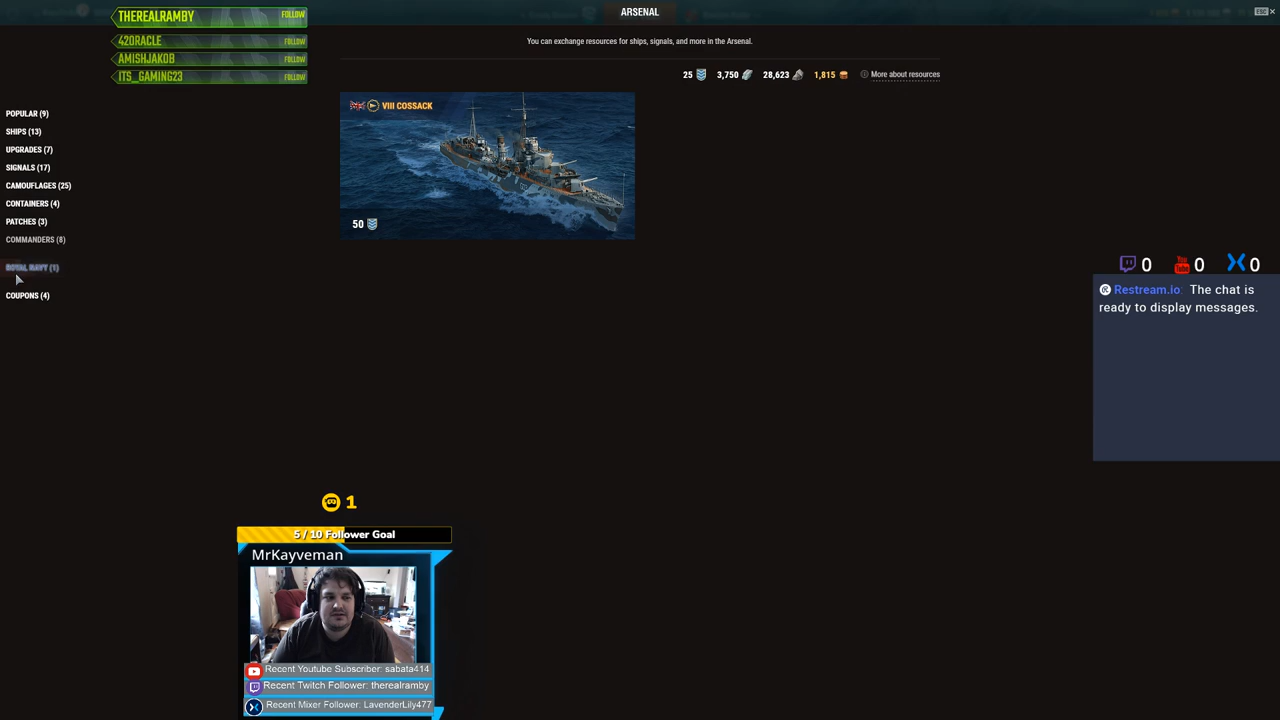 THEREALRAMBY FOLLOW
420RACLE FOLLOW
AMISHJAKOB FOLLOW
ITS_GAMING23 FOLLOW
ARSENAL
ESC
You can exchange resources for ships, signals, and more in the Arsenal.
25 3,750 28,623 1,815 More about resources
POPULAR (9)
SHIPS (13)
UPGRADES (7)
SIGNALS (17)
CAMOUFLAGES (25)
CONTAINERS (4)
PATCHES (3)
COMMANDERS (8)
ROYAL NAVY (1)
COUPONS (4)
VIII COSSACK
50
0 0 0
Restream.io: The chat is
ready to display messages.
1
5 / 10 Follower Goal
MrKayveman
Recent Youtube Subscriber: sabata414
Recent Twitch Follower: therealramby
Recent Mixer Follower: LavenderLily477